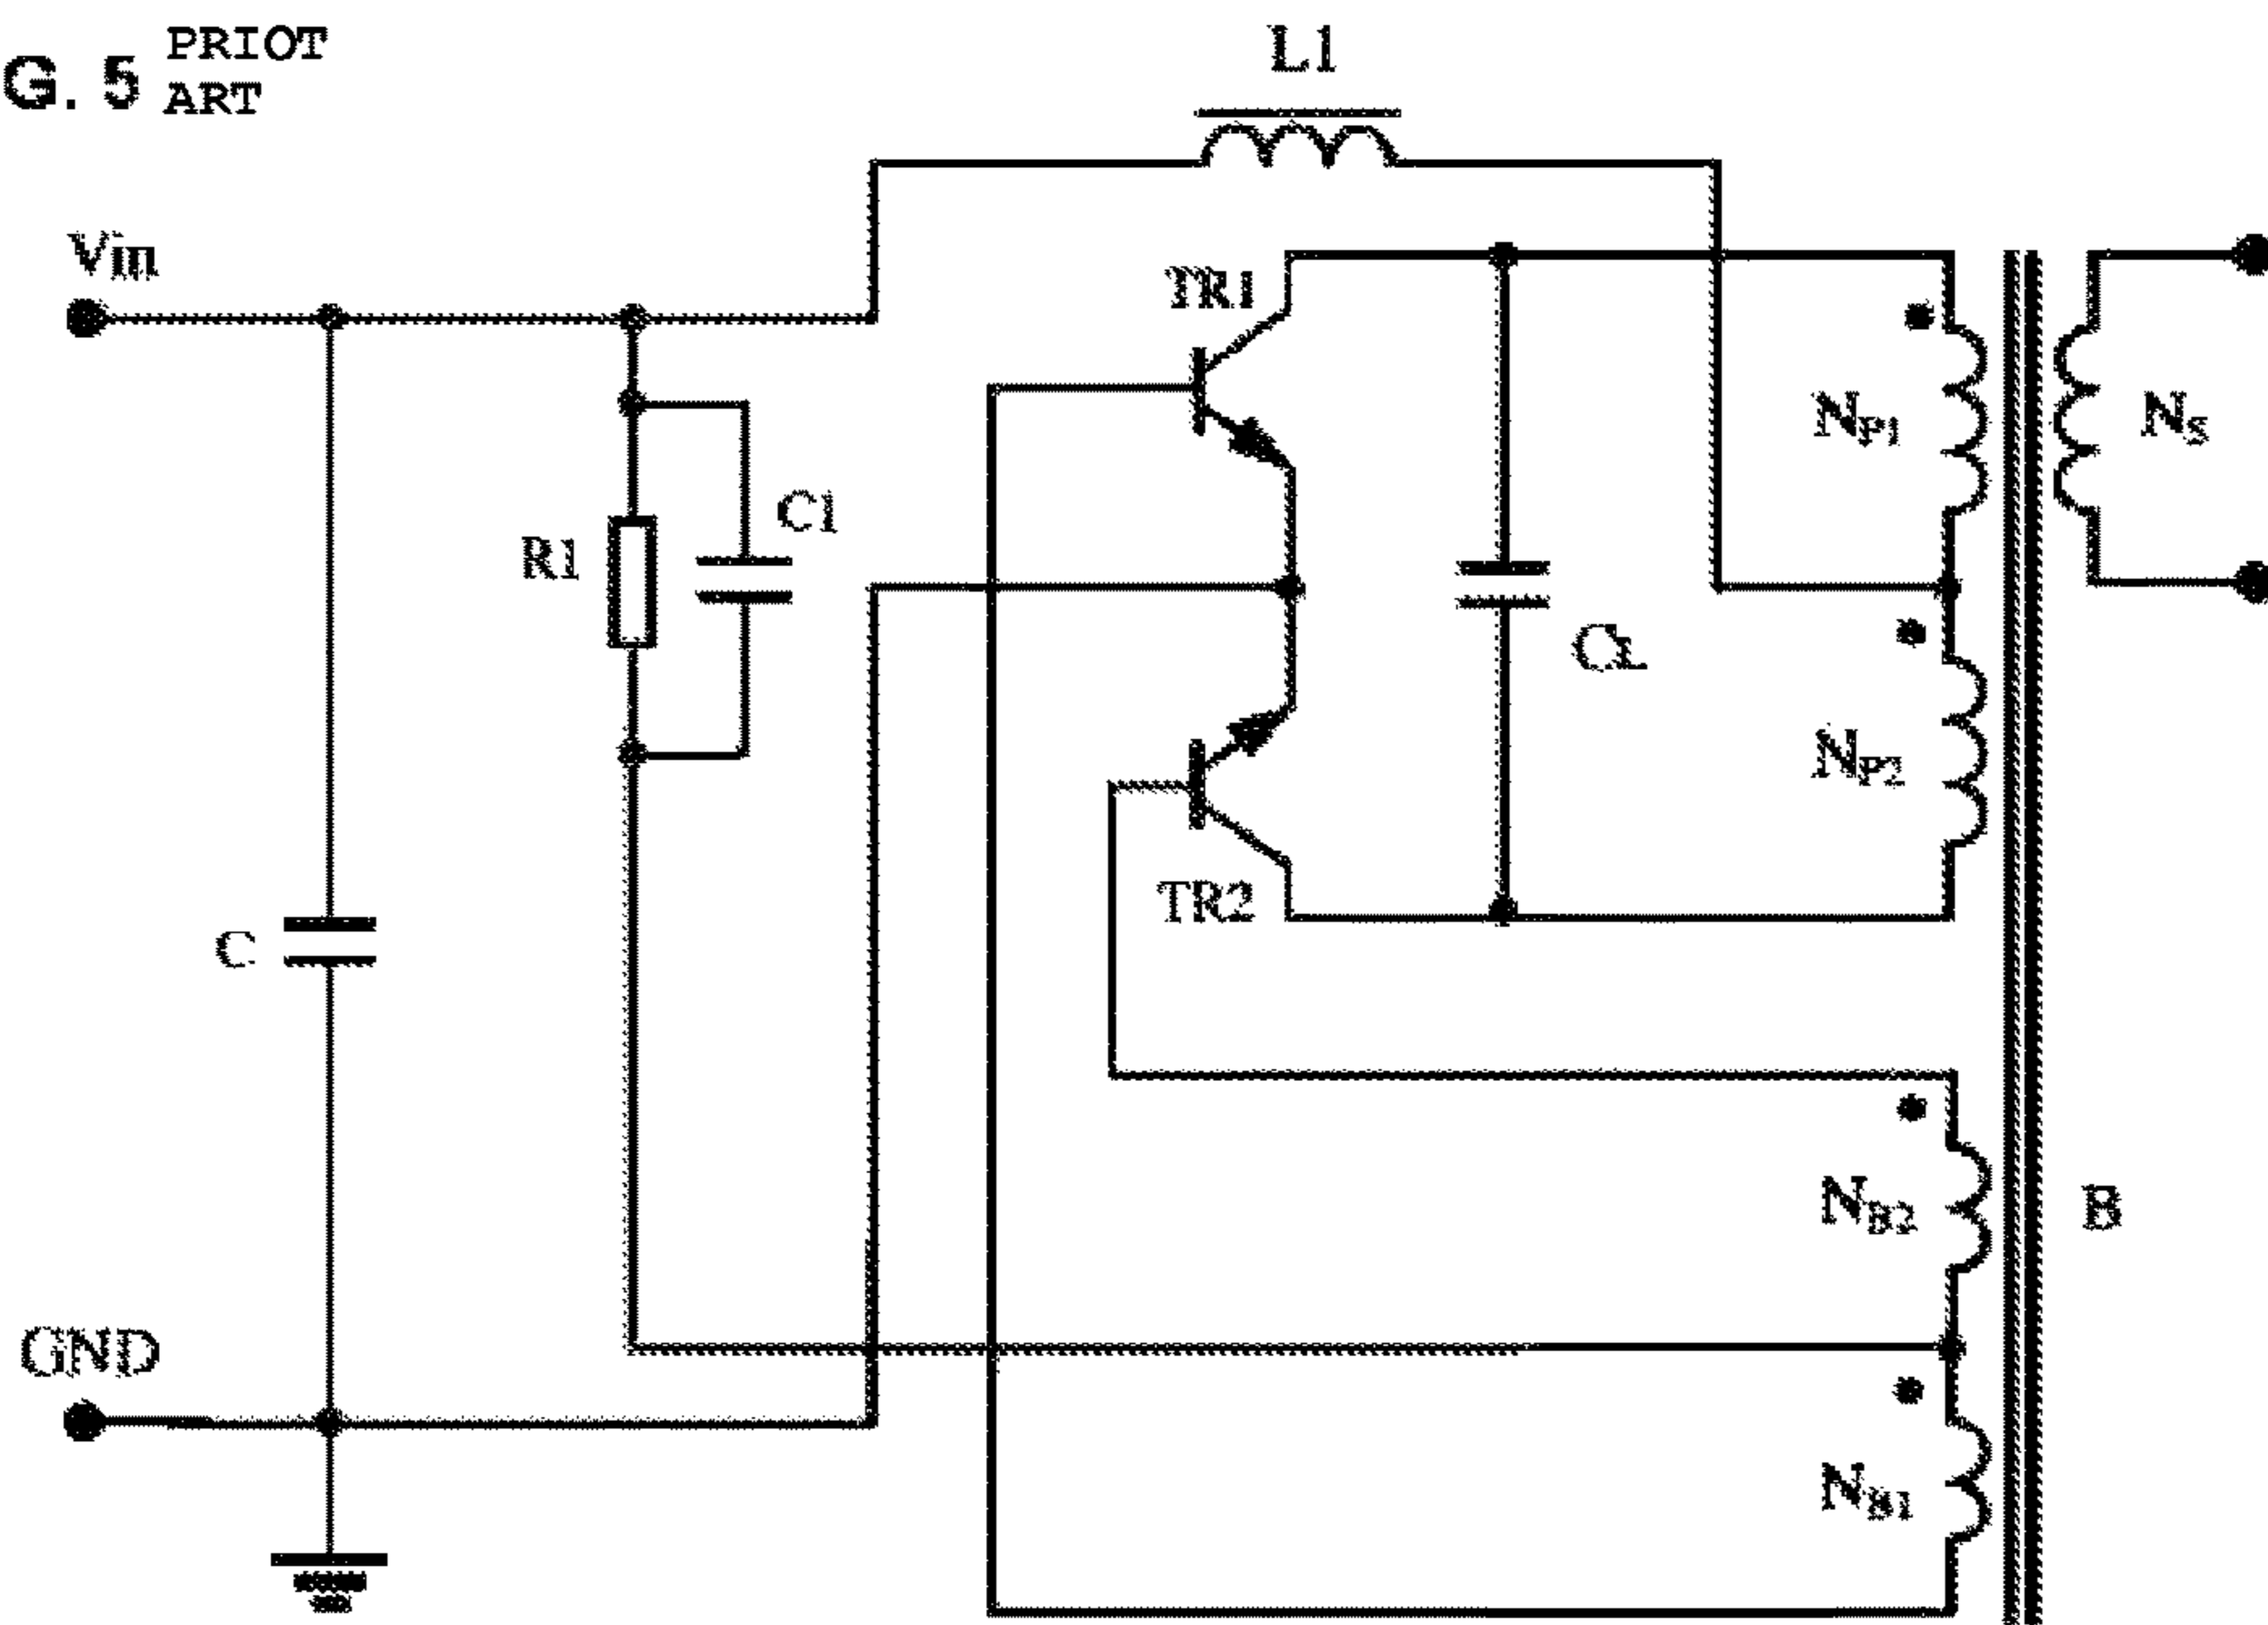 G. 5 PRIOT
ART
L1
Vin
TR1
NP1
NS
C1
R1
CL
NP2
TR2
C
NB2
B
GND
NB1